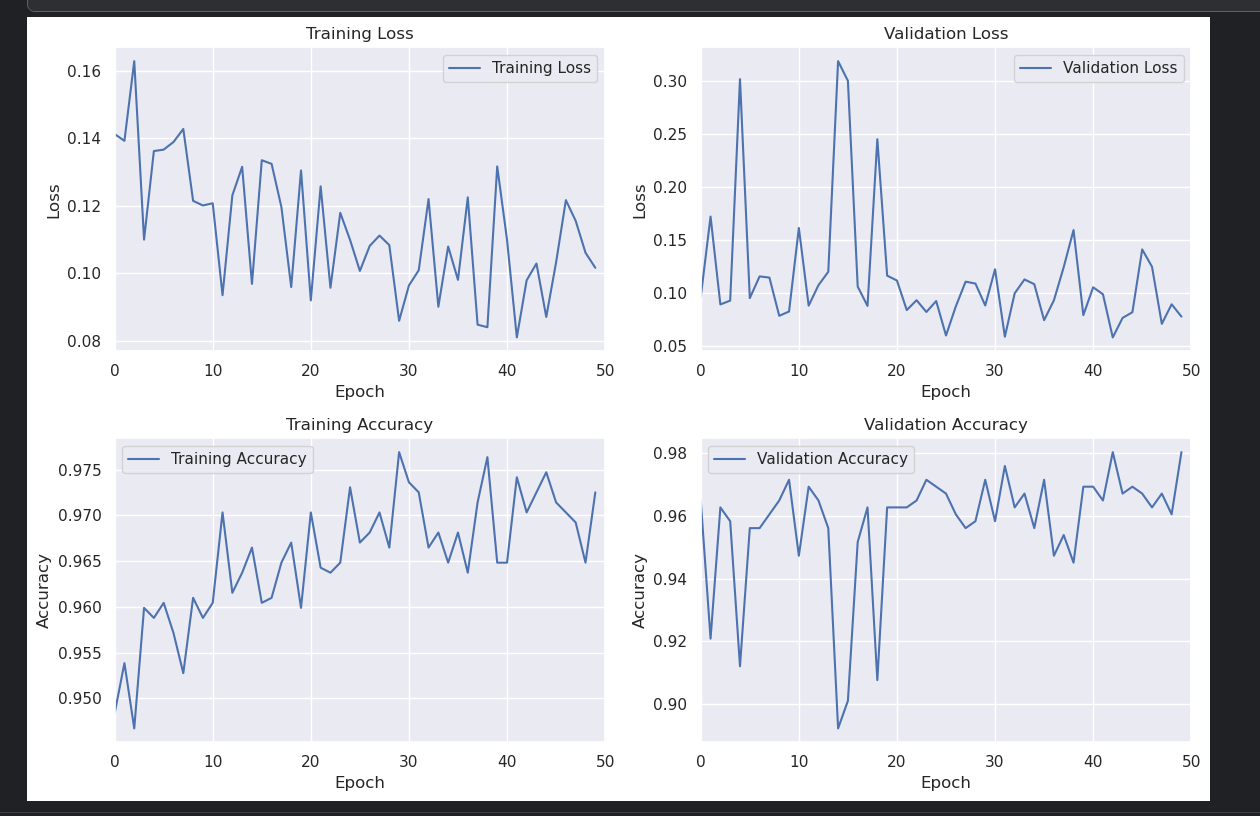 Training Loss
Validation Loss
Training Loss
Validation Loss
0.16
0.14
0.12
0.10
0.08
Loss
0 10 20 30 40 50
Epoch
0.30
0.25
0.20
0.15
0.10
0.05
Loss
0 10 20 30 40 50
Epoch
Training Accuracy
Validation Accuracy
Training Accuracy
Validation Accuracy
0.975
0.970
0.965
0.960
0.955
0.950
Accuracy
0 10 20 30 40 50
Epoch
0.98
0.96
0.94
0.92
0.90
Accuracy
0 10 20 30 40 50
Epoch